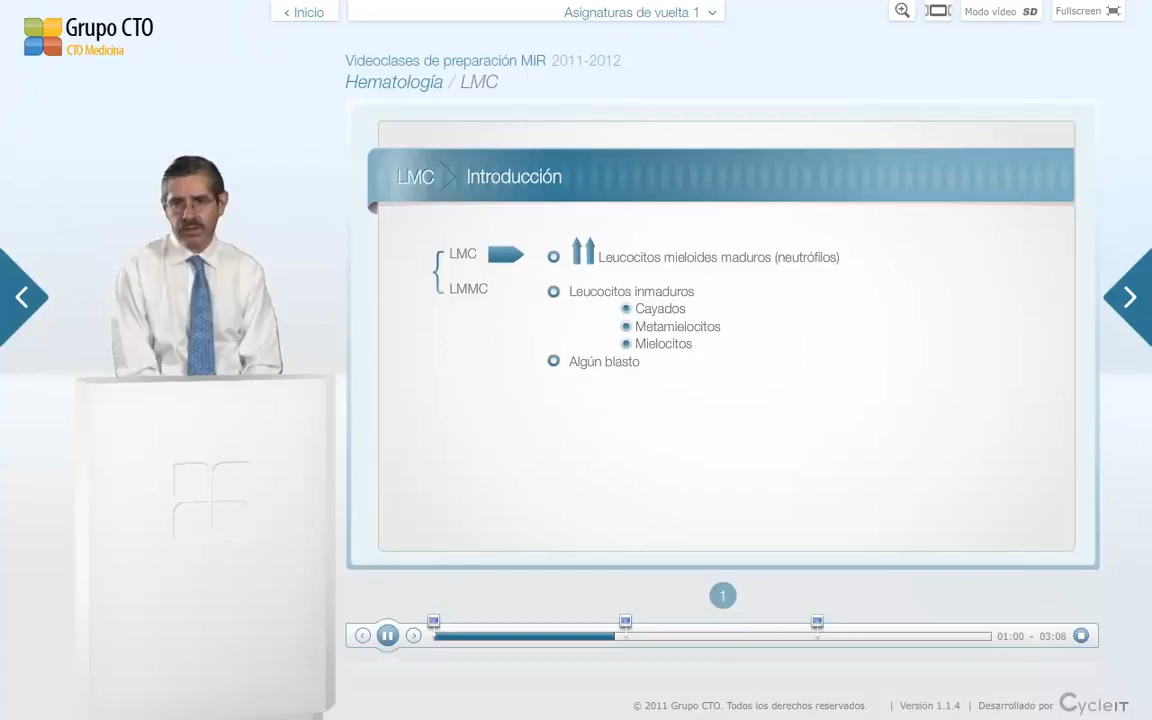 Grupo CTO
CTO Medicina
‹ Inicio
Asignaturas de vuelta 1
Modo vídeo SD
Fullscreen
Videoclases de preparación MIR 2011-2012
Hematología / LMC
LMC Introducción
LMC
Leucocitos mieloides maduros (neutrófilos)
LMMC
Leucocitos inmaduros
Cayados
Metamielocitos
Mielocitos
Algún blasto
1
01:00 - 03:08
© 2011 Grupo CTO. Todos los derechos reservados. | Versión 1.1.4 | Desarrollado por CycleIT